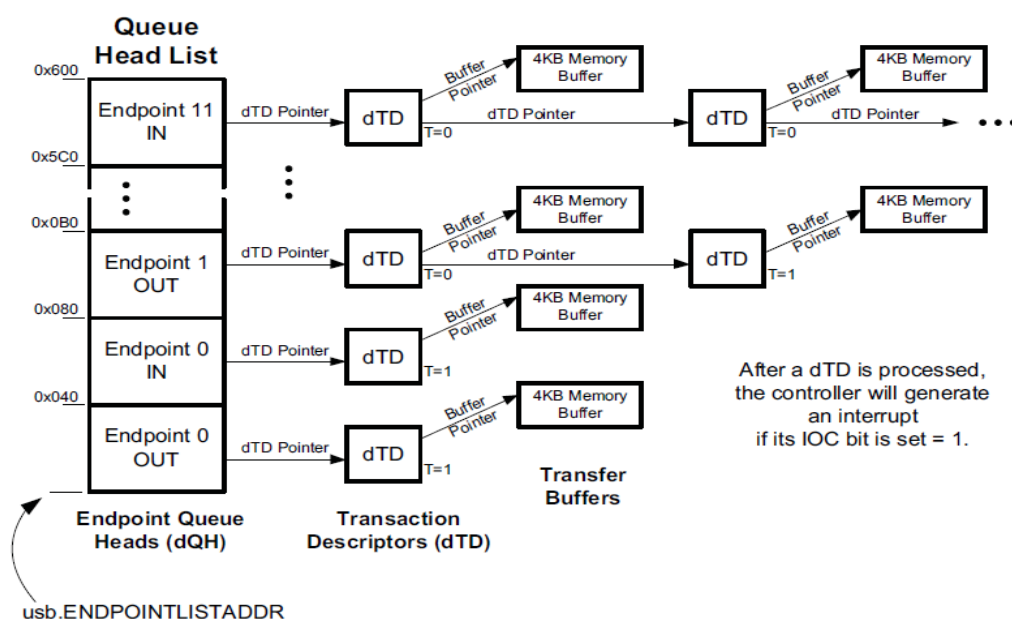 Queue
Head List
0x600
Endpoint 11
IN
dTD Pointer
dTD
T=0
Buffer
Pointer
4KB Memory
Buffer
dTD Pointer
dTD
T=0
Buffer
Pointer
4KB Memory
Buffer
dTD Pointer
0x5C0
0x0B0
Endpoint 1
OUT
dTD Pointer
dTD
T=0
Buffer
Pointer
4KB Memory
Buffer
dTD Pointer
dTD
T=1
Buffer
Pointer
4KB Memory
Buffer
0x080
Endpoint 0
IN
dTD Pointer
dTD
T=1
Buffer
Pointer
4KB Memory
Buffer
0x040
Endpoint 0
OUT
dTD Pointer
dTD
T=1
Buffer
Pointer
4KB Memory
Buffer
After a dTD is processed,
the controller will generate
an interrupt
if its IOC bit is set = 1.
Endpoint Queue
Heads (dQH)
Transaction
Descriptors (dTD)
Transfer
Buffers
usb.ENDPOINTLISTADDR